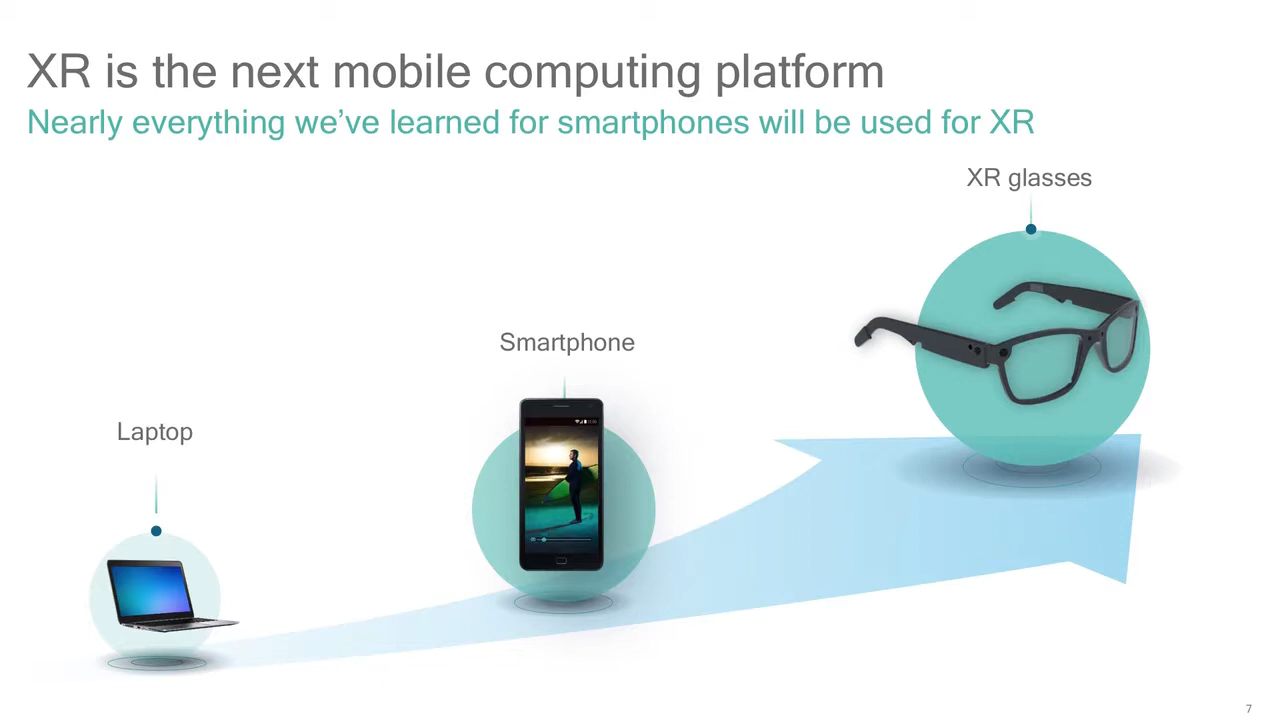 XR is the next mobile computing platform
Nearly everything we’ve learned for smartphones will be used for XR
XR glasses
Smartphone
Laptop
7